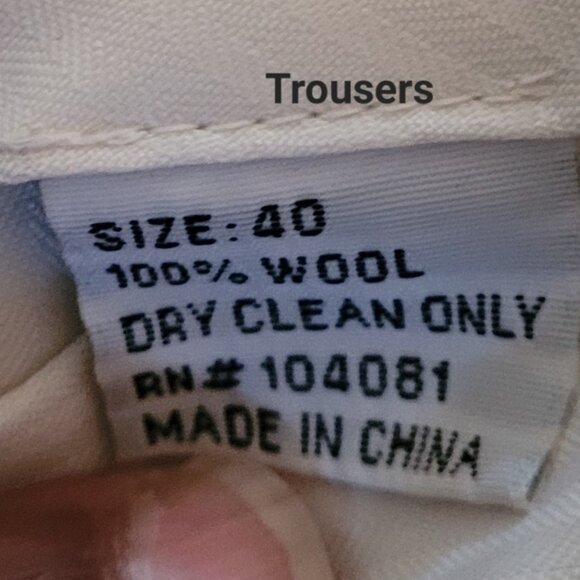 Trousers
SIZE: 40
100% WOOL
DRY CLEAN ONLY
RN# 104081
MADE IN CHINA